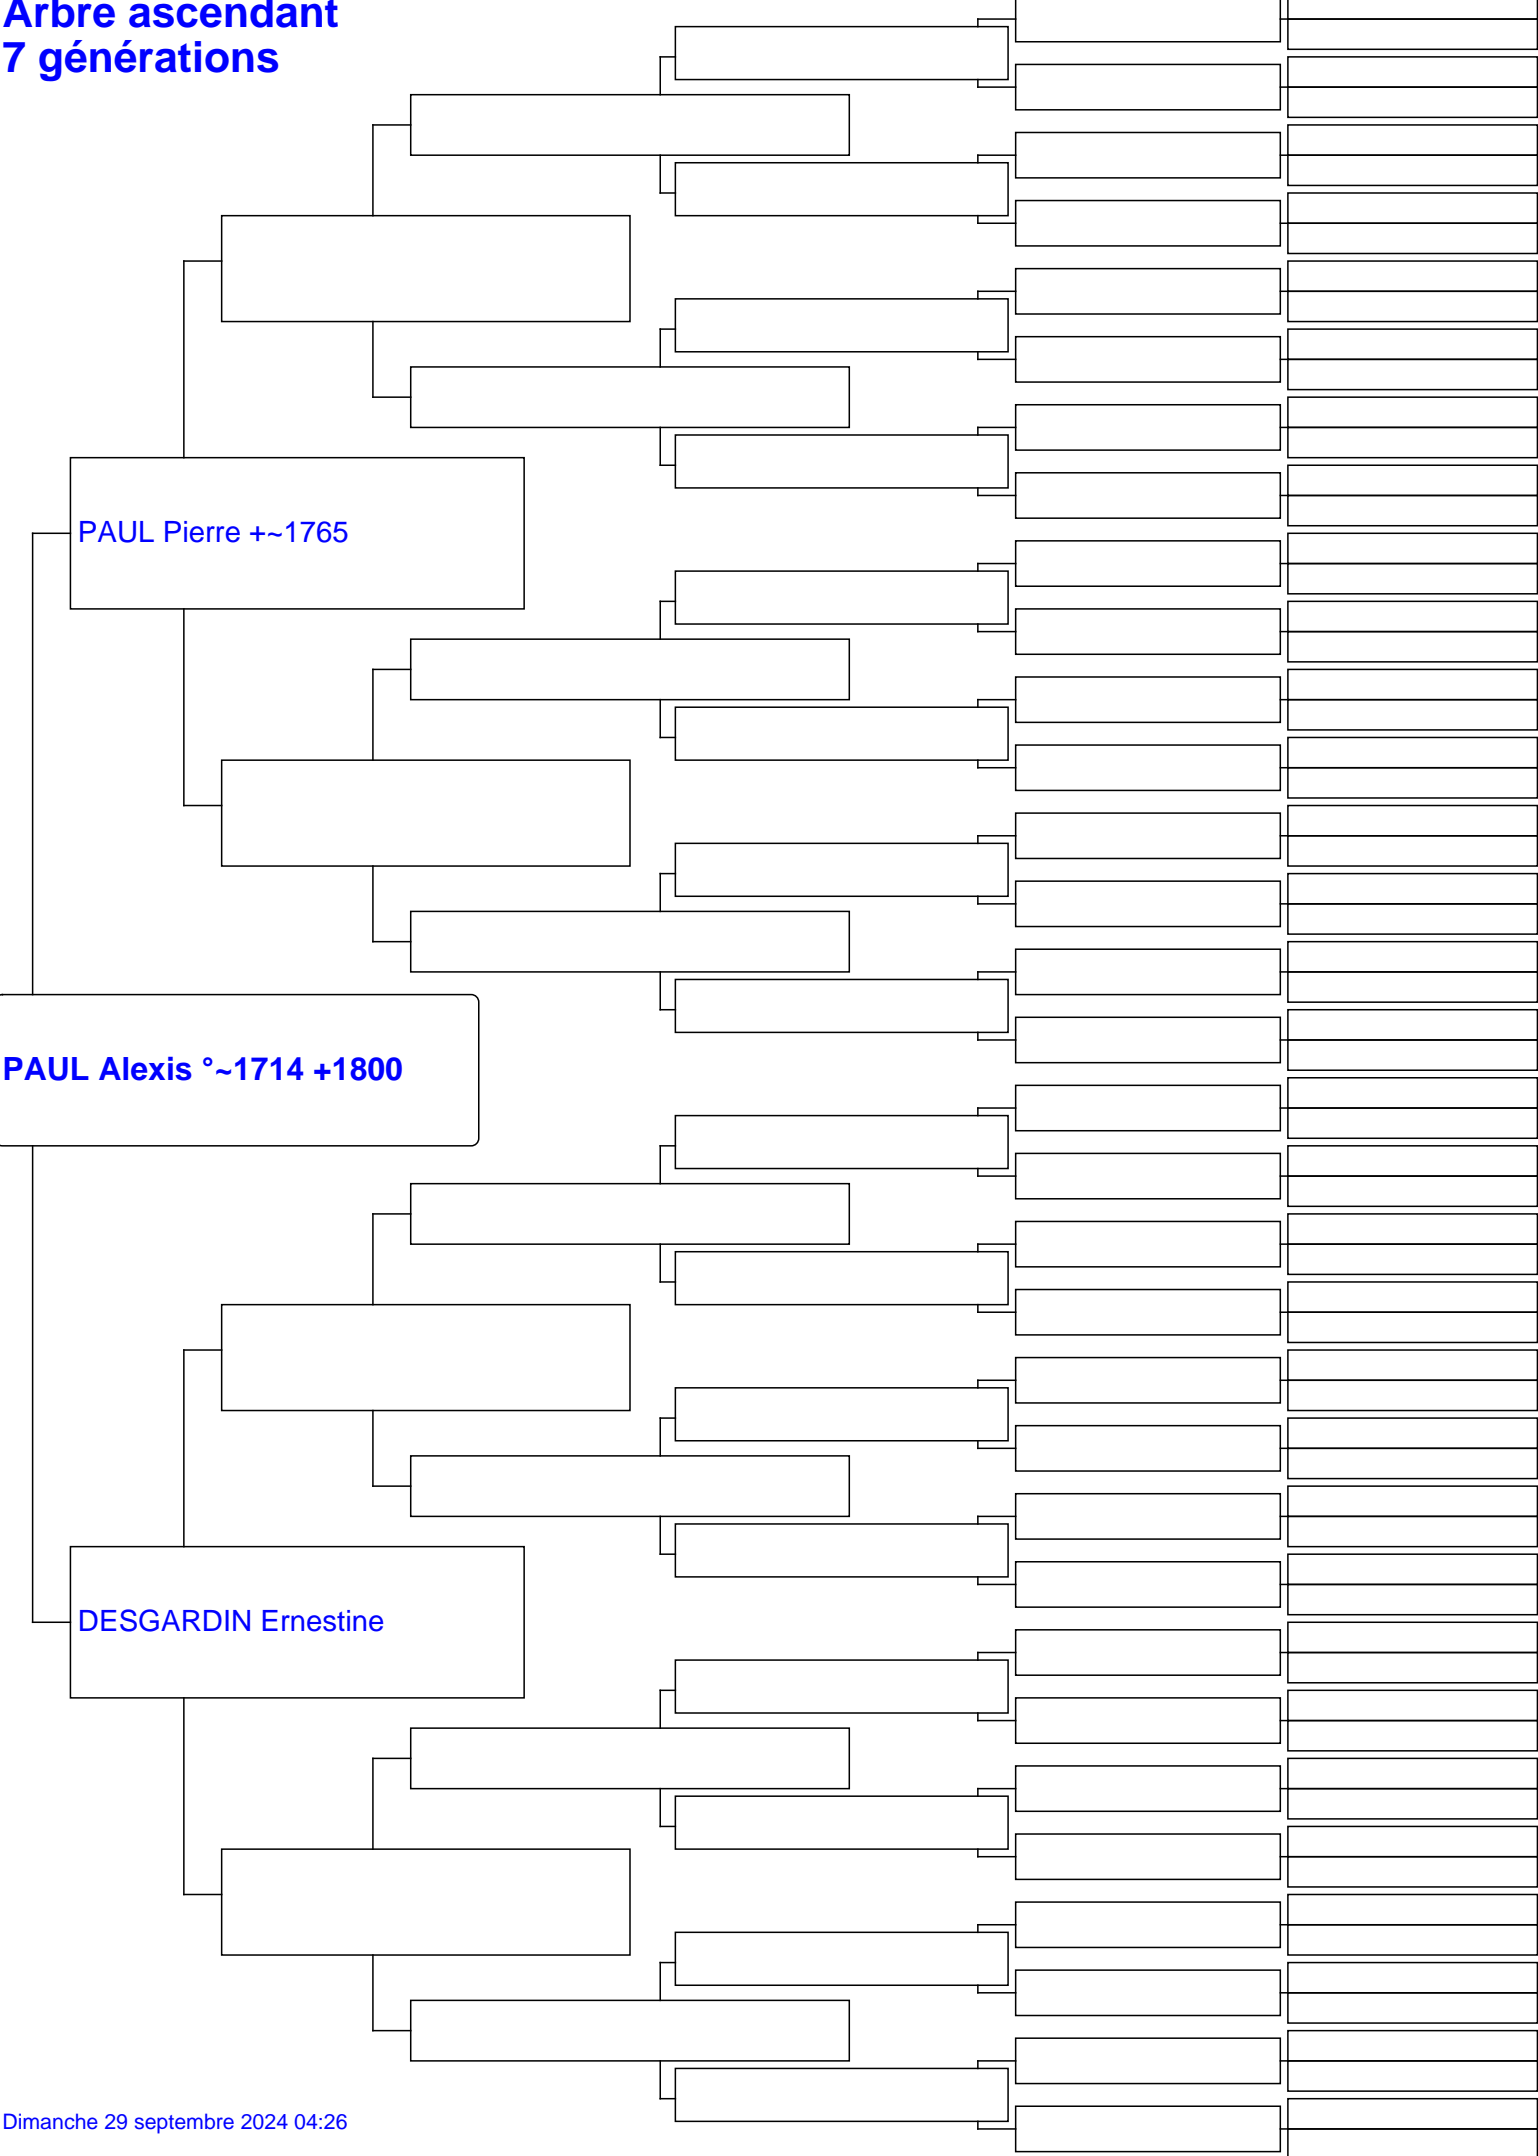 Arbre ascendant
7 générations
PAUL Pierre +~1765
PAUL Alexis °~1714 +1800
DESGARDIN Ernestine
Dimanche 29 septembre 2024 04:26